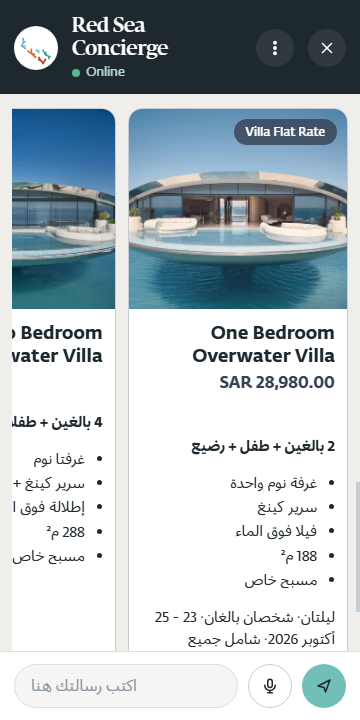 Red Sea
Concierge
Online
Villa Flat Rate
One Bedroom
Overwater Villa
SAR 28,980.00
2 بالغين + طفل + رضيع
غرفة نوم واحدة
سرير كينغ
فيلا فوق الماء
188 م²
مسبح خاص
ليلتان· شخصان بالغان· 23 - 25
أكتوبر 2026· شامل جميع
Bedroom
Villa
4 بالغين +
غرفتا نوم
سرير كينغ +
إطلالة فوق
288 م²
مسبح خاص
اكتب رسالتك هنا